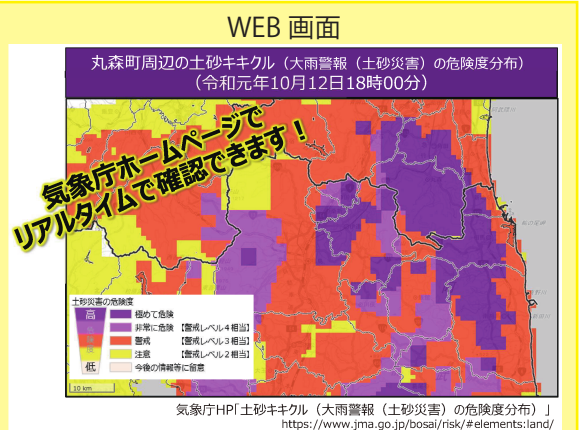 WEB 画面
丸森町周辺の土砂キキクル（大雨警報（土砂災害）の危険度分布）
（令和元年10月12日18時00分）
気象庁ホームページで
リアルタイムで確認できます！
土砂災害の危険度
高
危険度
低
極めて危険
非常に危険 【警戒レベル４相当】
警戒 【警戒レベル３相当】
注意 【警戒レベル２相当】
今後の情報等に留意
10 km
気象庁HP「土砂キキクル（大雨警報（土砂災害）の危険度分布）」
https://www.jma.go.jp/bosai/risk/#elements:land/